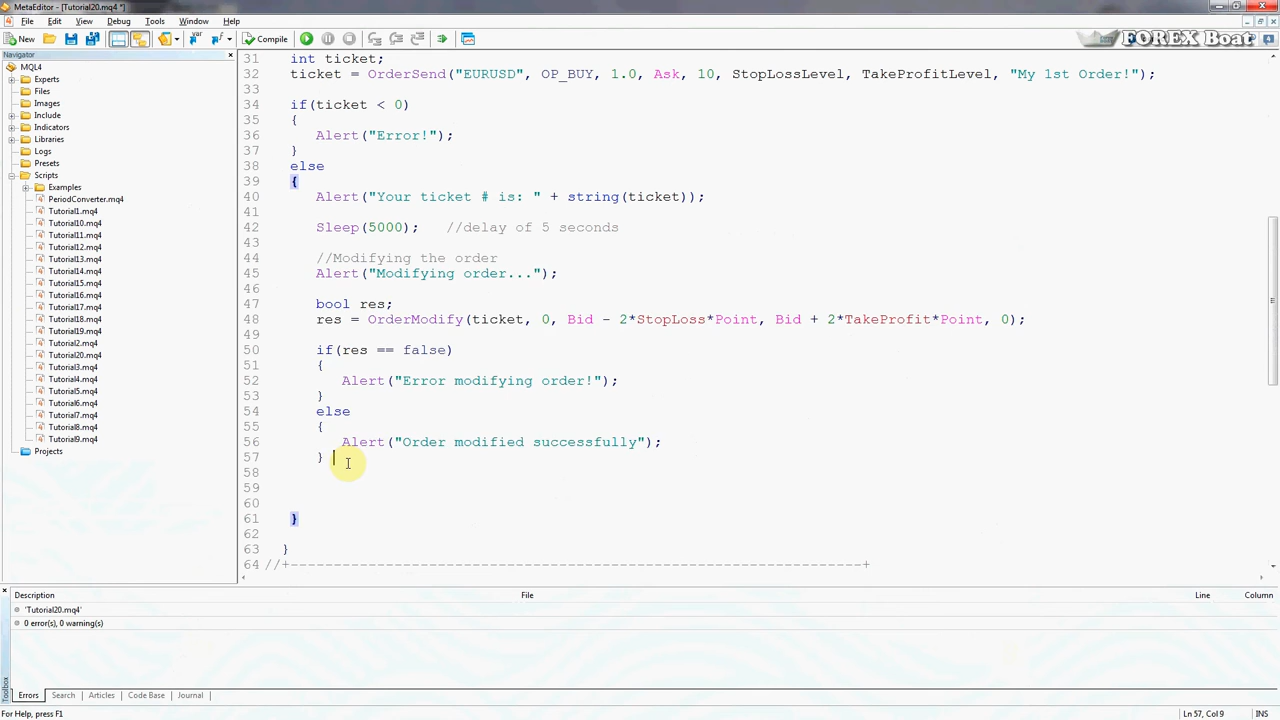 MetaEditor - [Tutorial20.mq4 *]
File Edit View Debug Tools Window Help
New Compile FOREX Boat
Navigator
MQL4
Experts
Files
Images
Include
Indicators
Libraries
Logs
Presets
Scripts
Examples
PeriodConverter.mq4
Tutorial1.mq4
Tutorial10.mq4
Tutorial11.mq4
Tutorial12.mq4
Tutorial13.mq4
Tutorial14.mq4
Tutorial15.mq4
Tutorial16.mq4
Tutorial17.mq4
Tutorial18.mq4
Tutorial19.mq4
Tutorial2.mq4
Tutorial20.mq4
Tutorial3.mq4
Tutorial4.mq4
Tutorial5.mq4
Tutorial6.mq4
Tutorial7.mq4
Tutorial8.mq4
Tutorial9.mq4
Projects
31 int ticket;
32 ticket = OrderSend("EURUSD", OP_BUY, 1.0, Ask, 10, StopLossLevel, TakeProfitLevel, "My 1st Order!");
33
34 if(ticket < 0)
35 {
36 Alert("Error!");
37 }
38 else
39 {
40 Alert("Your ticket # is: " + string(ticket));
41
42 Sleep(5000); //delay of 5 seconds
43
44 //Modifying the order
45 Alert("Modifying order...");
46
47 bool res;
48 res = OrderModify(ticket, 0, Bid - 2*StopLoss*Point, Bid + 2*TakeProfit*Point, 0);
49
50 if(res == false)
51 {
52 Alert("Error modifying order!");
53 }
54 else
55 {
56 Alert("Order modified successfully");
57 }
58
59
60
61 }
62
63 }
64 //+------------------------------------------------------------------+
Description File Line Column
'Tutorial20.mq4'
0 error(s), 0 warning(s)
Toolbox
Errors Search Articles Code Base Journal
For Help, press F1 Ln 57, Col 9 INS